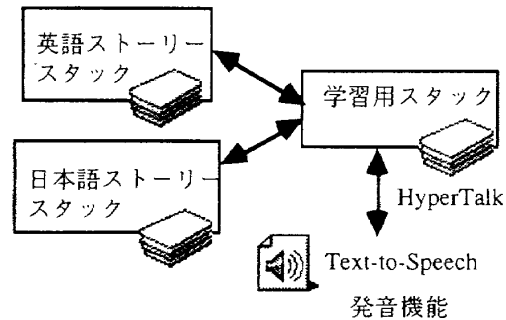 英語ストーリー
スタック
学習用スタック
日本語ストーリー
スタック
HyperTalk
Text-to-Speech
発音機能